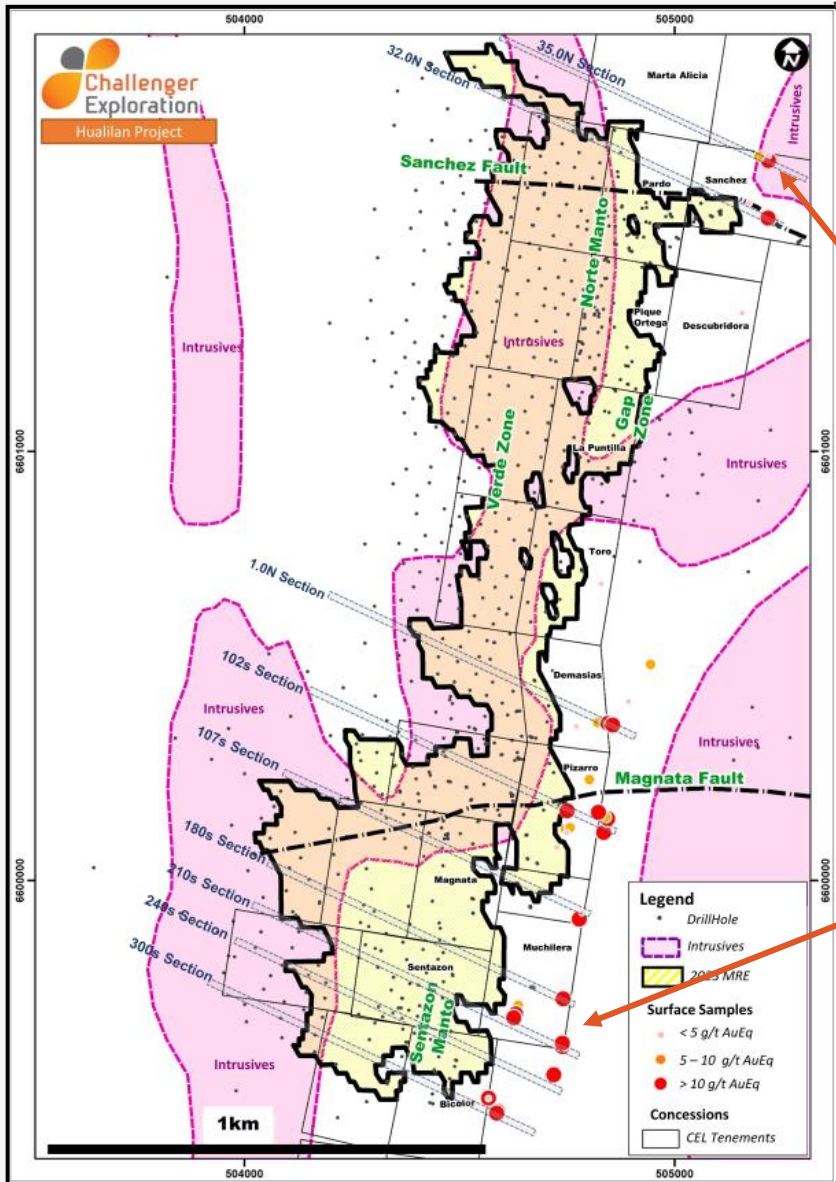 504000
505000
Challenger
Exploration
Hualilan Project
N
35.0N Section
32.0N Section
Marta Alicia
Intrusives
Sanchez Fault
Pardo
Sanchez
Norte Manto
Pique
Ortega
Descubridora
Intrusives
Intrusives
Gap
Zone
6601000
6601000
La Puntilla
Verde Zone
Intrusives
Toro
1.0N Section
Demasias
102s Section
Intrusives
107s Section
Intrusives
Pizarro
Magnata Fault
180s Section
6600000
6600000
Magnata
210s Section
240s Section
Muchilera
300s Section
Sentazon
Sentazon
Manto
Intrusives
Bicolor
1km
Legend
DrillHole
Intrusives
2023 MRE
Surface Samples
< 5 g/t AuEq
5 – 10 g/t AuEq
> 10 g/t AuEq
Concessions
CEL Tenements
504000
505000